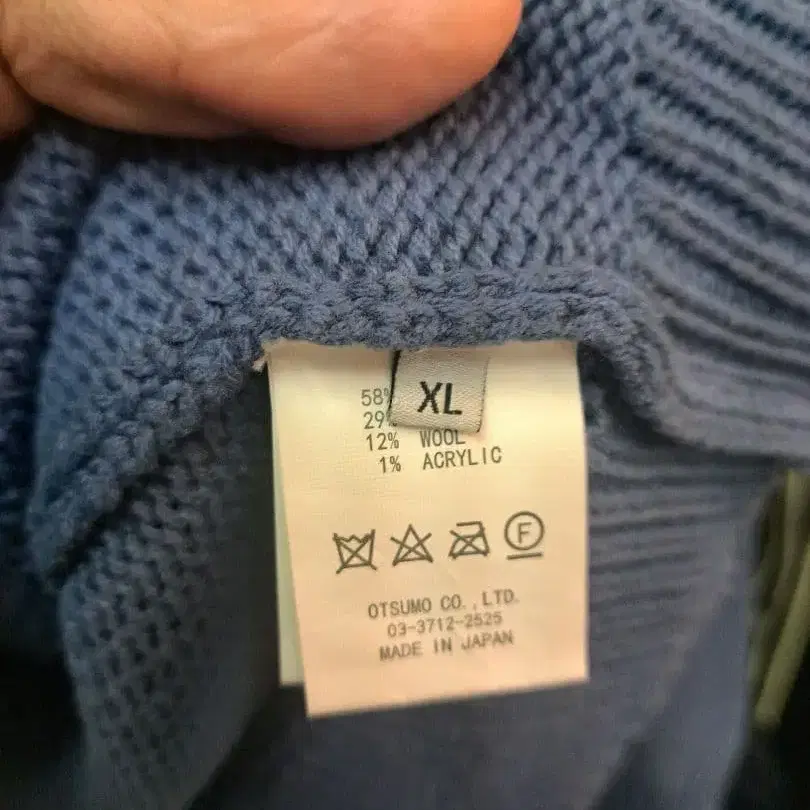 XL
58%
29%
12% WOOL
1% ACRYLIC
F
OTSUMO CO., LTD.
03-3712-2525
MADE IN JAPAN